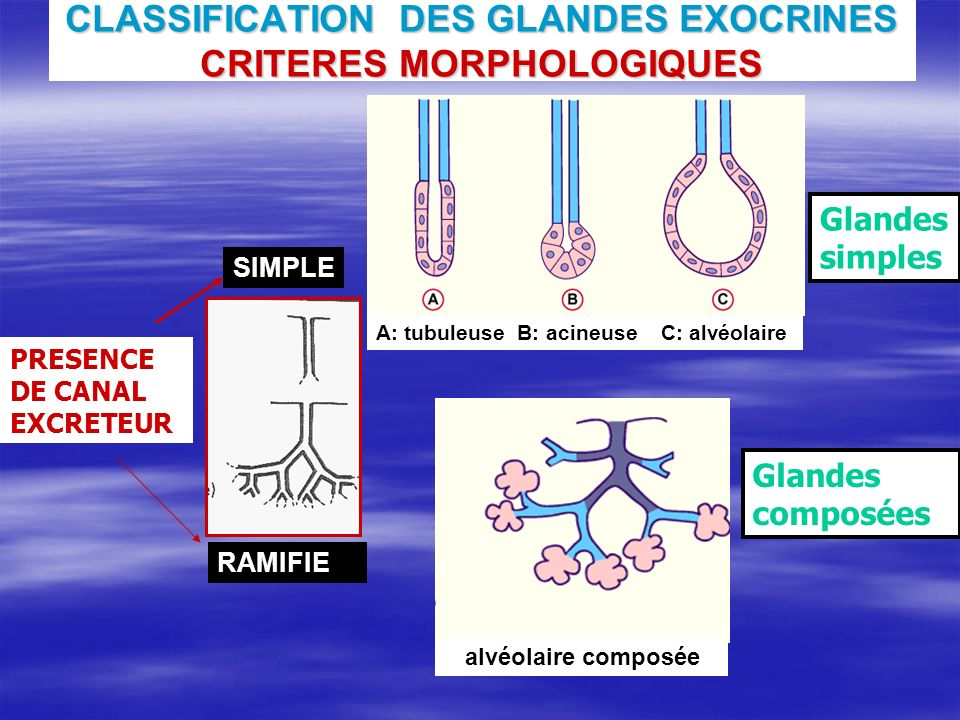 CLASSIFICATION DES GLANDES EXOCRINES
CRITERES MORPHOLOGIQUES
A
B
C
A: tubuleuse B: acineuse C: alvéolaire
Glandes
simples
SIMPLE
PRESENCE
DE CANAL
EXCRETEUR
RAMIFIE
Glandes
composées
alvéolaire composée